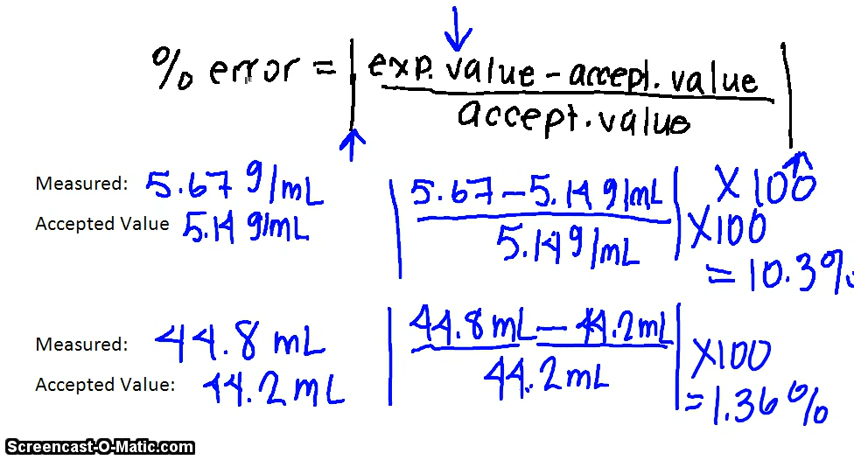 % error = | exp. value - accept. value / accept. value | X 100
Measured: 5.67 g/mL | 5.67 - 5.14 g/mL / 5.14 g/mL | X100
Accepted Value 5.14 g/mL
= 10.3%
Measured: 44.8 mL | 44.8 mL - 44.2 mL / 44.2 mL | X100
Accepted Value: 44.2 mL
= 1.36%
Screencast-O-Matic.com